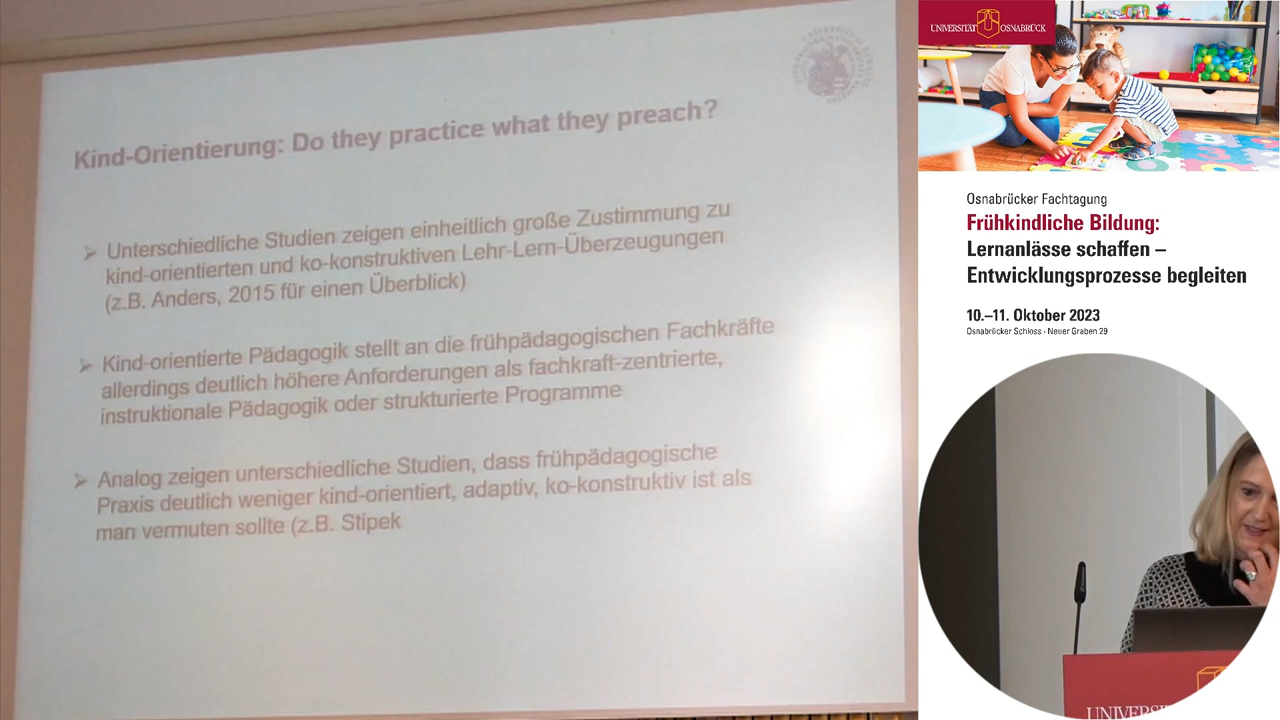 Kind-Orientierung: Do they practice what they preach?
➢ Unterschiedliche Studien zeigen einheitlich große Zustimmung zu
kind-orientierten und ko-konstruktiven Lehr-Lern-Überzeugungen
(z.B. Anders, 2015 für einen Überblick)
➢ Kind-orientierte Pädagogik stellt an die frühpädagogischen Fachkräfte
allerdings deutlich höhere Anforderungen als fachkraft-zentrierte,
instruktionale Pädagogik oder strukturierte Programme
➢ Analog zeigen unterschiedliche Studien, dass frühpädagogische
Praxis deutlich weniger kind-orientiert, adaptiv, ko-konstruktiv ist als
man vermuten sollte (z.B. Stipek
UNIVERSITÄT OSNABRÜCK
Osnabrücker Fachtagung
Frühkindliche Bildung:
Lernanlässe schaffen –
Entwicklungsprozesse begleiten
10.–11. Oktober 2023
Osnabrücker Schloss · Neuer Graben 29
UNIVERSI